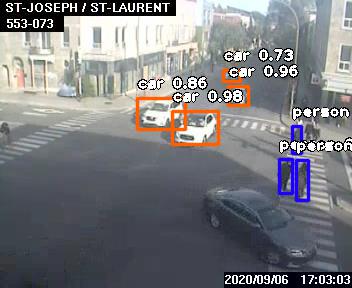 ST-JOSEPH / ST-LAURENT
553-073
car 0.73
car 0.96
car 0.86
car 0.98
person
person
2020/09/06 17:03:03